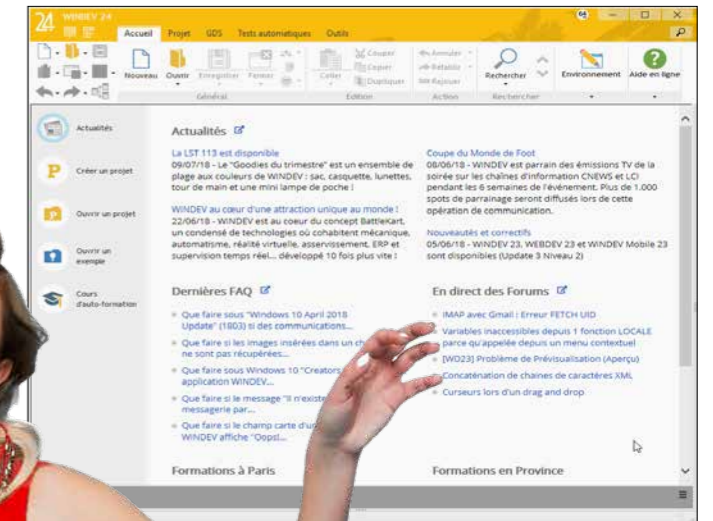 24 WINDEV 24 64
Accueil Projet GDS Tests automatiques Outils
Nouveau Ouvrir Enregistrer Fermer Coller Couper Copier Dupliquer Annuler Rétablir Rejouer Rechercher Environnement Aide en ligne
Général Edition Action Rechercher
Actualités
Créer un projet
Ouvrir un projet
Ouvrir un
exemple
Cours
d'auto-formation
Actualités
La LST 113 est disponible
09/07/18 - Le "Goodies du trimestre" est un ensemble de
plage aux couleurs de WINDEV : sac, casquette, lunettes,
tour de main et une mini lampe de poche !
WINDEV au cœur d'une attraction unique au monde !
22/06/18 - WINDEV est au coeur du concept BattleKart,
un condensé de technologies où cohabitent mécanique,
automatisme, réalité virtuelle, asservissement, ERP et
supervision temps réel... développé 10 fois plus vite !
Coupe du Monde de Foot
08/06/18 - WINDEV est parrain des émissions TV de la
soirée sur les chaînes d'information CNEWS et LCI
pendant les 6 semaines de l'événement. Plus de 1.000
spots de parrainage seront diffusés lors de cette
opération de communication.
Nouveautés et correctifs
05/06/18 - WINDEV 23, WEBDEV 23 et WINDEV Mobile 23
sont disponibles (Update 3 Niveau 2)
Dernières FAQ
Que faire sous "Windows 10 April 2018
Update" (1803) si des communications...
Que faire si les images insérées dans un ch
ne sont pas récupérées...
Que faire sous Windows 10 "Creators
application WINDEV...
Que faire si le message "Il n'existe
messagerie par...
Que faire si le champ carte d'un
WINDEV affiche "Oops!...
En direct des Forums
IMAP avec Gmail : Erreur FETCH UID
Variables inaccessibles depuis 1 fonction LOCALE
parce qu'appelée depuis un menu contextuel
[WD23] Problème de Prévisualisation (Aperçu)
Concaténation de chaines de caractères XML
Curseurs lors d'un drag and drop
Formations à Paris
Formations en Province